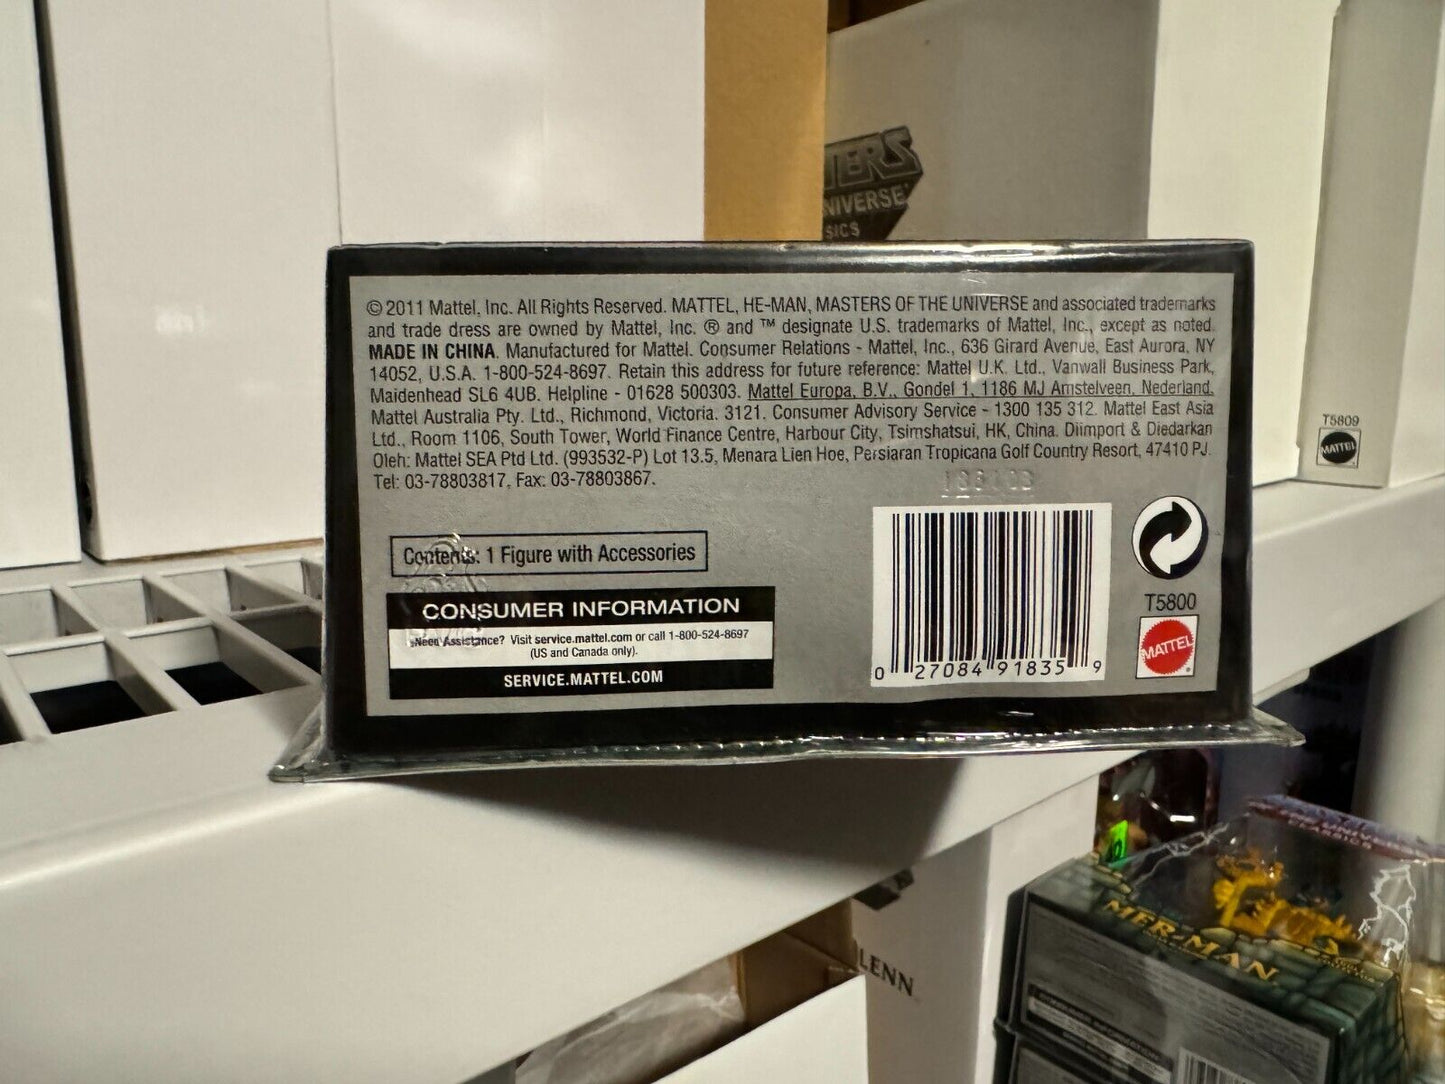 TERS
NIVERSE
SICS
T5809
MATTEL
© 2011 Mattel, Inc. All Rights Reserved. MATTEL, HE-MAN, MASTERS OF THE UNIVERSE and associated trademarks
and trade dress are owned by Mattel, Inc. ® and ™ designate U.S. trademarks of Mattel, Inc., except as noted.
MADE IN CHINA. Manufactured for Mattel. Consumer Relations - Mattel, Inc., 636 Girard Avenue, East Aurora, NY
14052, U.S.A. 1-800-524-8697. Retain this address for future reference: Mattel U.K. Ltd., Vanwall Business Park,
Maidenhead SL6 4UB. Helpline - 01628 500303. Mattel Europa, B.V., Gondel 1, 1186 MJ Amstelveen, Nederland.
Mattel Australia Pty. Ltd., Richmond, Victoria. 3121. Consumer Advisory Service - 1300 135 312. Mattel East Asia
Ltd., Room 1106, South Tower, World Finance Centre, Harbour City, Tsimshatsui, HK, China. Diimport & Diedarkan
Oleh: Mattel SEA Ptd Ltd. (993532-P) Lot 13.5, Menara Lien Hoe, Persiaran Tropicana Golf Country Resort, 47410 PJ.
Tel: 03-78803817, Fax: 03-78803867.
Contents: 1 Figure with Accessories
CONSUMER INFORMATION
Need Assistance? Visit service.mattel.com or call 1-800-524-8697
(US and Canada only).
SERVICE.MATTEL.COM
0 27084 91835 9
T5800
MATTEL
LENN
MER-MAN
CONSUMER INFORMATION